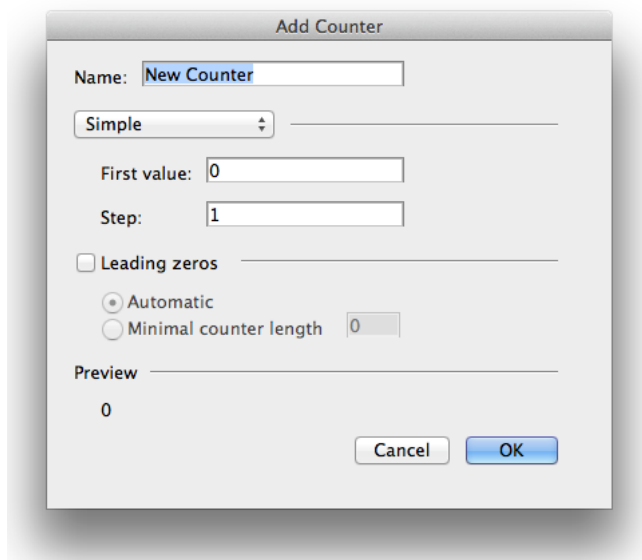 Add Counter
Name: New Counter
Simple
First value: 0
Step: 1
Leading zeros
Automatic
Minimal counter length 0
Preview
0
Cancel OK